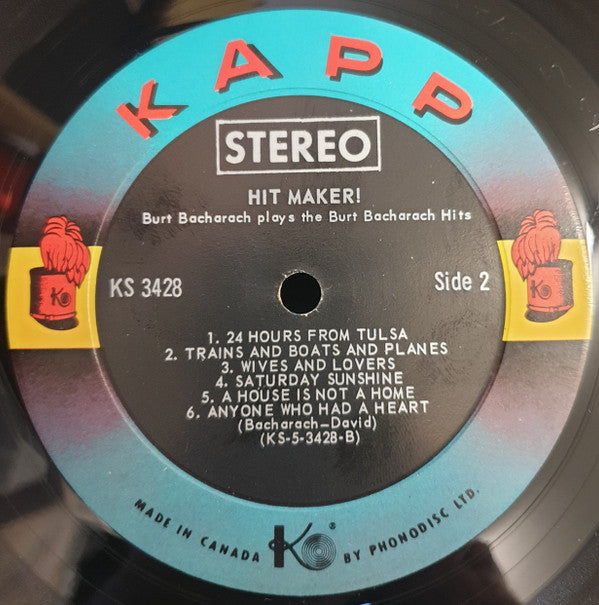 KAPP
STEREO
HIT MAKER!
Burt Bacharach plays the Burt Bacharach Hits
KS 3428
Side 2
1. 24 HOURS FROM TULSA
2. TRAINS AND BOATS AND PLANES
3. WIVES AND LOVERS
4. SATURDAY SUNSHINE
5. A HOUSE IS NOT A HOME
6. ANYONE WHO HAD A HEART
(Bacharach-David)
(KS-5-3428-B)
MADE IN CANADA K ® BY PHONODISC LTD.